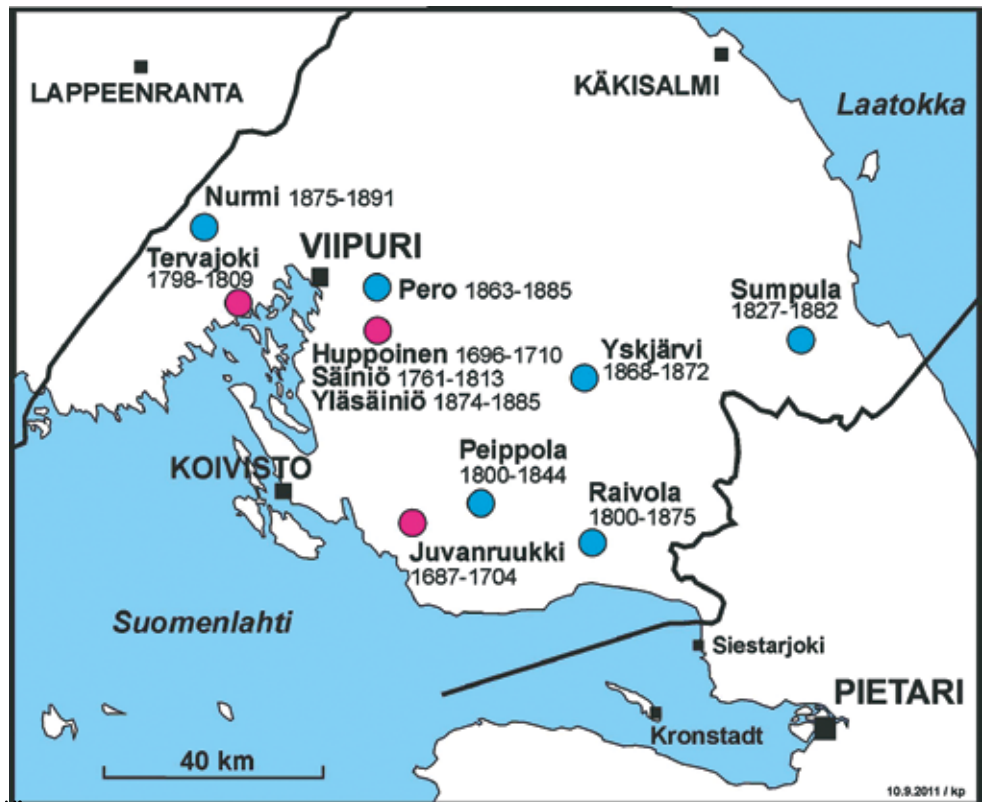 LAPPEENRANTA
KÄKISALMI
Laatokka
Nurmi 1875-1891
Tervajoki
1798-1809
VIIPURI
Pero 1863-1885
Sumpula
1827-1882
Huppoinen 1696-1710
Säiniö 1761-1813
Yläsäiniö 1874-1885
Yskjärvi
1868-1872
KOIVISTO
Peippola
1800-1844
Raivola
1800-1875
Juvanruukki
1687-1704
Suomenlahti
Siestarjoki
PIETARI
Kronstadt
40 km
10.9.2011 / kp